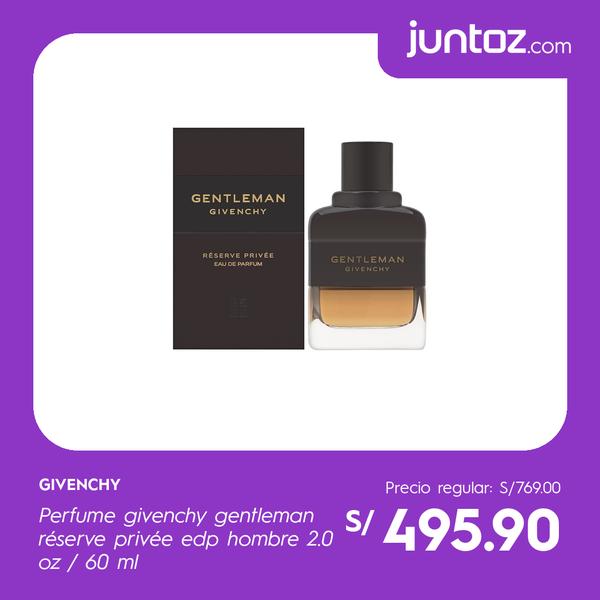 juntoz.com
GENTLEMAN
GIVENCHY
RÉSERVE PRIVÉE
EAU DE PARFUM
GENTLEMAN
GIVENCHY
GIVENCHY
Perfume givenchy gentleman
réserve privée edp hombre 2.0
oz / 60 ml
Precio regular: S/769.00
S/ 495.90